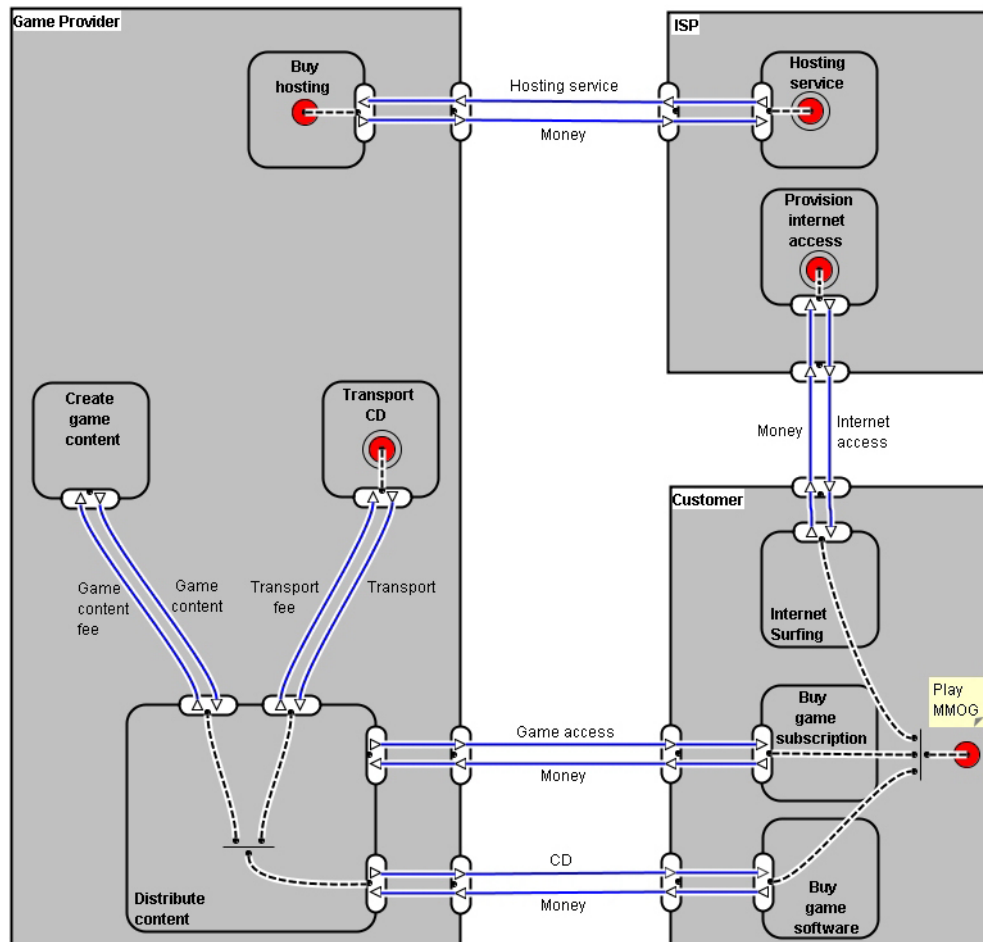 Game Provider
ISP
Buy
hosting
Hosting service
Money
Hosting
service
Provision
internet
access
Create
game
content
Transport
CD
Money
Internet
access
Customer
Game
content
fee
Game
content
Transport
fee
Transport
Internet
Surfing
Play
MMOG
Buy
game
subscription
Game access
Money
CD
Money
Distribute
content
Buy
game
software